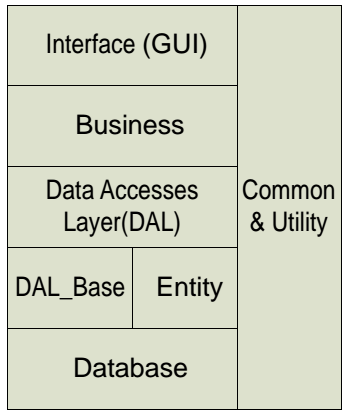 Interface (GUI)
Business
Data Accesses
Layer(DAL)
Common
& Utility
DAL_Base
Entity
Database